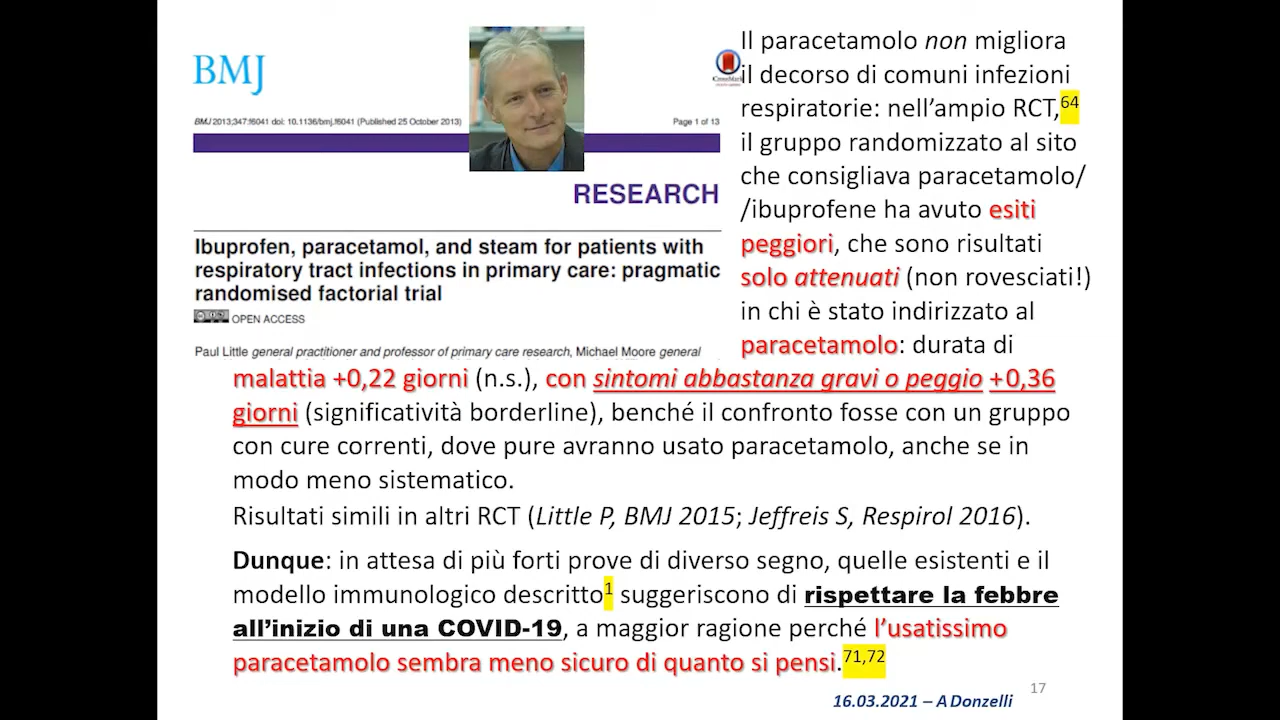 BMJ
BMJ 2013;347:f6041 doi: 10.1136/bmj.f6041 (Published 25 October 2013)
Page 1 of 13
RESEARCH
Ibuprofen, paracetamol, and steam for patients with
respiratory tract infections in primary care: pragmatic
randomised factorial trial
OPEN ACCESS
Paul Little general practitioner and professor of primary care research, Michael Moore general
Il paracetamolo non migliora
il decorso di comuni infezioni
respiratorie: nell’ampio RCT,64
il gruppo randomizzato al sito
che consigliava paracetamolo/
/ibuprofene ha avuto esiti
peggiori, che sono risultati
solo attenuati (non rovesciati!)
in chi è stato indirizzato al
paracetamolo: durata di
malattia +0,22 giorni (n.s.), con sintomi abbastanza gravi o peggio +0,36
giorni (significatività borderline), benché il confronto fosse con un gruppo
con cure correnti, dove pure avranno usato paracetamolo, anche se in
modo meno sistematico.
Risultati simili in altri RCT (Little P, BMJ 2015; Jeffreis S, Respirol 2016).
Dunque: in attesa di più forti prove di diverso segno, quelle esistenti e il
modello immunologico descritto1 suggeriscono di rispettare la febbre
all’inizio di una COVID-19, a maggior ragione perché l’usatissimo
paracetamolo sembra meno sicuro di quanto si pensi.71,72
17
16.03.2021 – A Donzelli